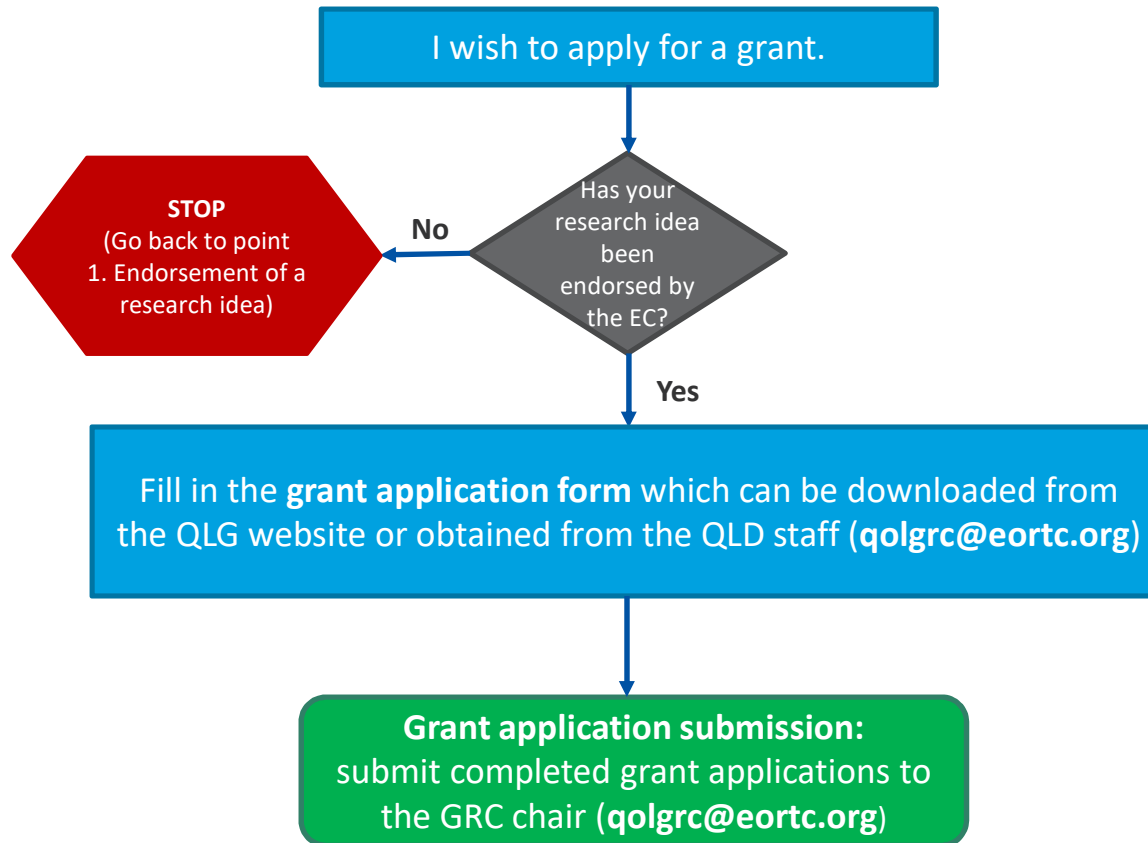 I wish to apply for a grant.
Has your
research idea
been
endorsed by
the EC?
No
STOP
(Go back to point
1. Endorsement of a
research idea)
Yes
Fill in the grant application form which can be downloaded from
the QLG website or obtained from the QLD staff (qolgrc@eortc.org)
Grant application submission:
submit completed grant applications to
the GRC chair (qolgrc@eortc.org)